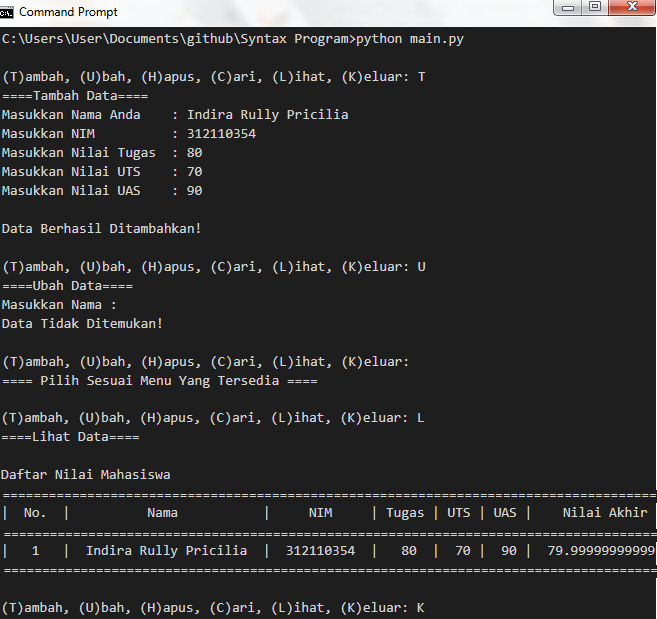 Command Prompt
C:\Users\User\Documents\github\Syntax Program>python main.py
(T)ambah, (U)bah, (H)apus, (C)ari, (L)ihat, (K)eluar: T
====Tambah Data====
Masukkan Nama Anda    : Indira Rully Pricilia
Masukkan NIM          : 312110354
Masukkan Nilai Tugas  : 80
Masukkan Nilai UTS    : 70
Masukkan Nilai UAS    : 90
Data Berhasil Ditambahkan!
(T)ambah, (U)bah, (H)apus, (C)ari, (L)ihat, (K)eluar: U
====Ubah Data====
Masukkan Nama :
Data Tidak Ditemukan!
(T)ambah, (U)bah, (H)apus, (C)ari, (L)ihat, (K)eluar:
==== Pilih Sesuai Menu Yang Tersedia ====
(T)ambah, (U)bah, (H)apus, (C)ari, (L)ihat, (K)eluar: L
====Lihat Data====
Daftar Nilai Mahasiswa
=====================================================================================
|  No.  |          Nama           |     NIM     | Tugas | UTS | UAS |    Nilai Akhir
=====================================================================================
|   1   |  Indira Rully Pricilia  |  312110354  |   80  |  70 |  90 |  79.99999999999
=====================================================================================
(T)ambah, (U)bah, (H)apus, (C)ari, (L)ihat, (K)eluar: K